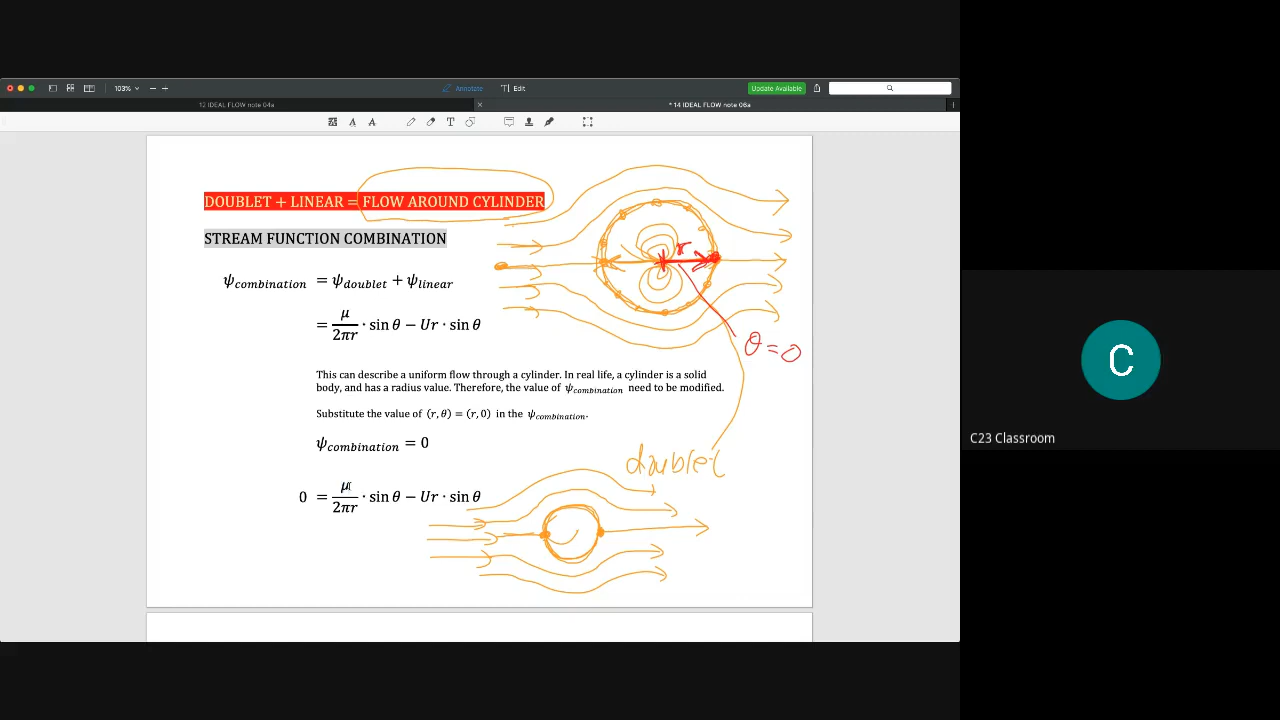 103%
Annotate
Edit
Update Available
12 IDEAL FLOW note 04a
* 14 IDEAL FLOW note 06a
DOUBLET + LINEAR = FLOW AROUND CYLINDER
STREAM FUNCTION COMBINATION
ψcombination = ψdoublet + ψlinear
= μ/2πr · sin θ − Ur · sin θ
r
θ = 0
This can describe a uniform flow through a cylinder. In real life, a cylinder is a solid
body, and has a radius value. Therefore, the value of ψcombination need to be modified.
Substitute the value of (r, θ) = (r, 0) in the ψcombination.
ψcombination = 0
doublet
0 = μ/2πr · sin θ − Ur · sin θ
C
C23 Classroom